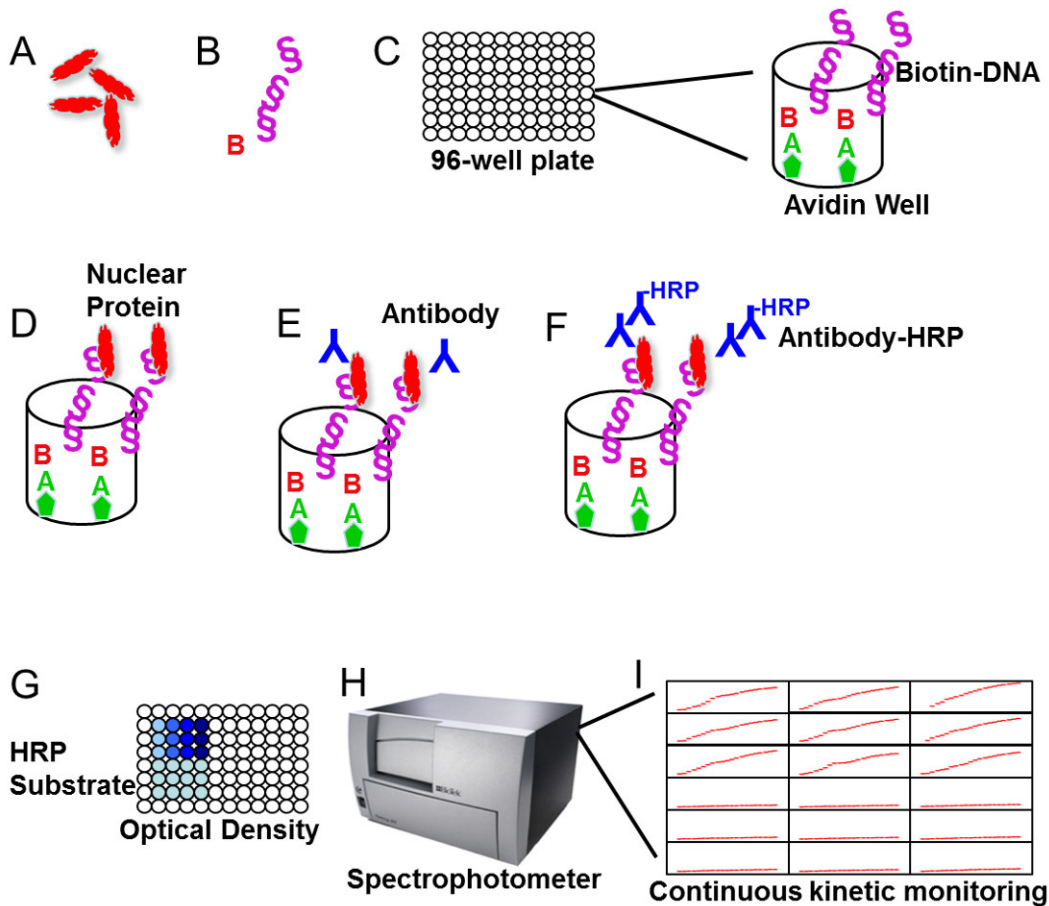 A
B
B
C
96-well plate
Biotin-DNA
B B
A A
Avidin Well
D
Nuclear
Protein
B B
A A
E
Antibody
B B
A A
F
-HRP
-HRP
Antibody-HRP
B B
A A
G
HRP
Substrate
Optical Density
H
BioTek
Spectrophotometer
I
Continuous kinetic monitoring